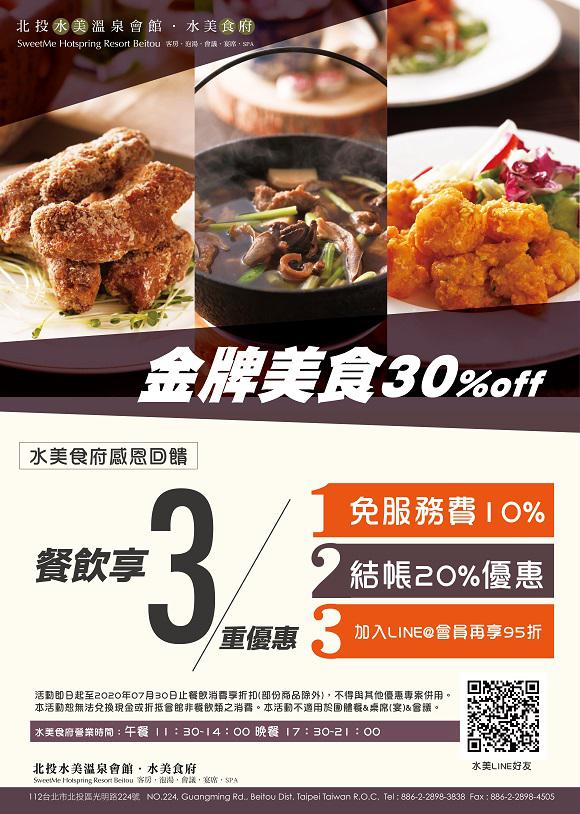 北投水美溫泉會館・水美食府
SweetMe Hotspring Resort Beitou 客房・泡湯・會議・宴席・SPA
金牌美食30%off
水美食府感恩回饋
餐飲享3重優惠
1 免服務費10%
2 結帳20%優惠
3 加入LINE@會員再享95折
活動即日起至2020年07月30日止餐飲消費享折扣(部份商品除外)，不得與其他優惠專案併用。
本活動恕無法兌換現金或折抵會館非餐飲類之消費。本活動不適用於團體餐&桌席(宴)&會議。
水美食府營業時間：午餐 11：30-14：00 晚餐 17：30-21：00
水美LINE好友
北投水美溫泉會館・水美食府
SweetMe Hotspring Resort Beitou 客房・泡湯・會議・宴席・SPA
112台北市北投區光明路224號 NO.224, Guangming Rd., Beitou Dist, Taipei Taiwan R.O.C. Tel : 886-2-2898-3838 Fax : 886-2-2898-4505